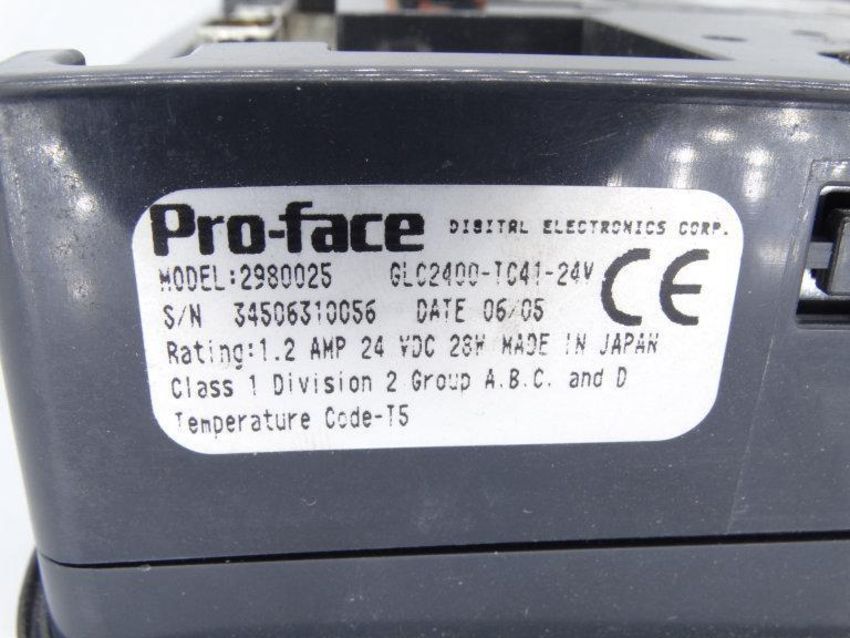 Pro-face DIGITAL ELECTRONICS CORP.
MODEL:2980025 GLC2400-TC41-24V
S/N 34506310056 DATE 06/05
CE
Rating:1.2 AMP 24 VDC 28W MADE IN JAPAN
Class 1 Division 2 Group A.B.C. and D
Temperature Code-T5